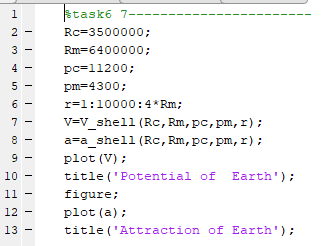 1 %task6 7-----------------------
2 - Rc=3500000;
3 - Rm=6400000;
4 - pc=11200;
5 - pm=4300;
6 - r=1:10000:4*Rm;
7 - V=V_shell(Rc,Rm,pc,pm,r);
8 - a=a_shell(Rc,Rm,pc,pm,r);
9 - plot(V);
10 - title('Potential of  Earth');
11 - figure;
12 - plot(a);
13 - title('Attraction of Earth');